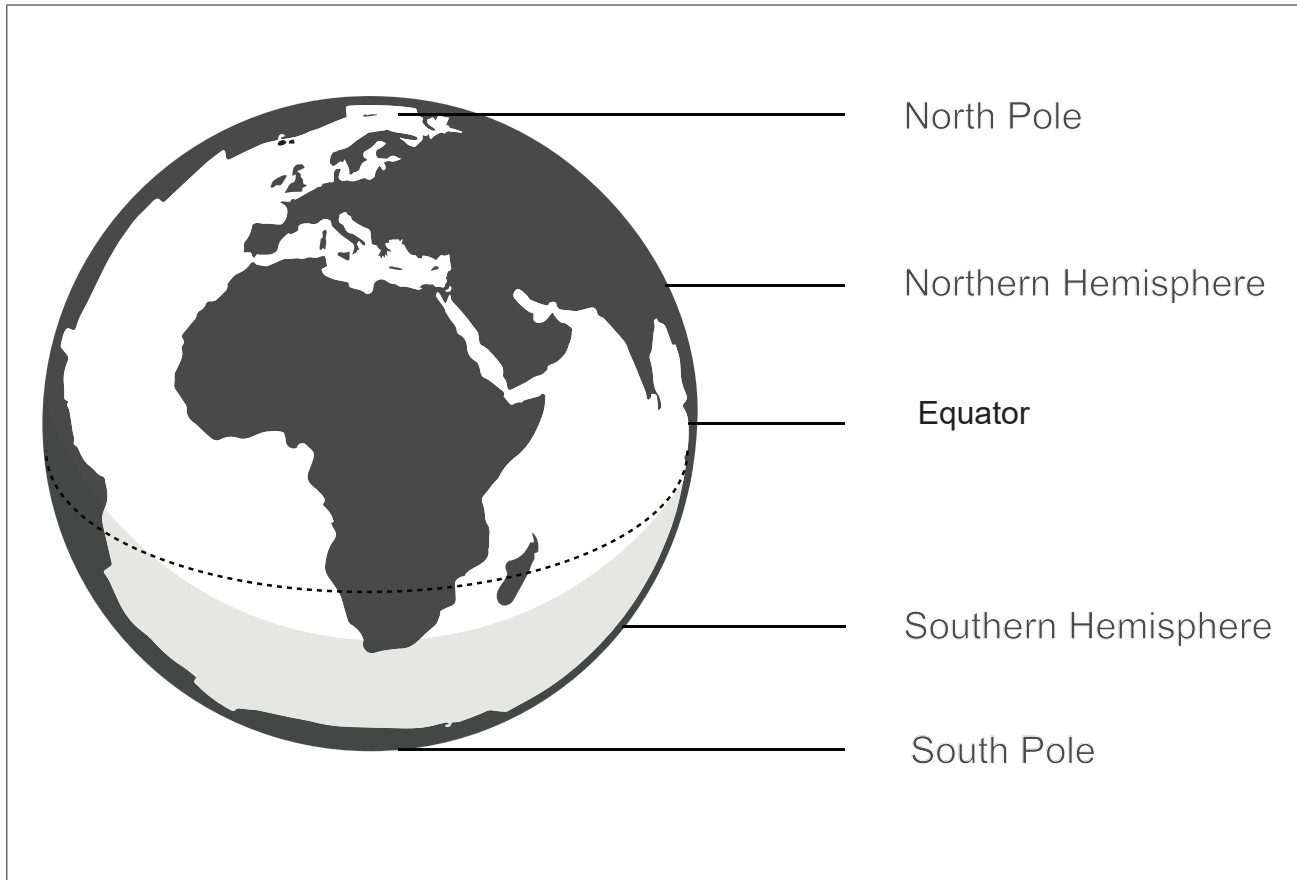 North Pole
Northern Hemisphere
Equator
Southern Hemisphere
South Pole